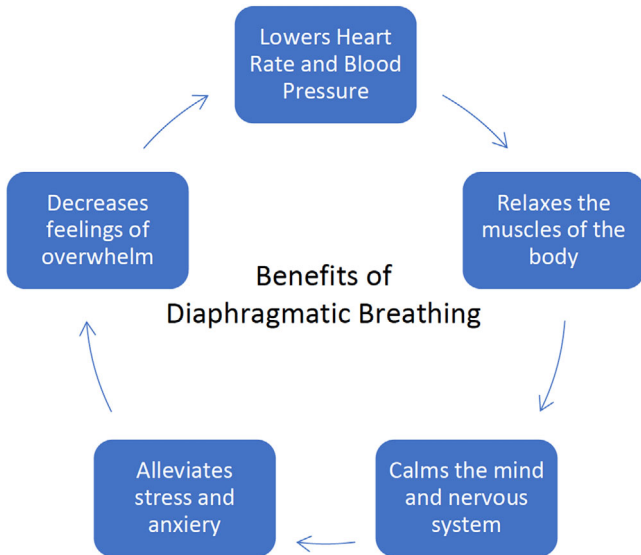 Lowers Heart
Rate and Blood
Pressure
Relaxes the
muscles of the
body
Calms the mind
and nervous
system
Alleviates
stress and
anxiery
Decreases
feelings of
overwhelm
Benefits of
Diaphragmatic Breathing